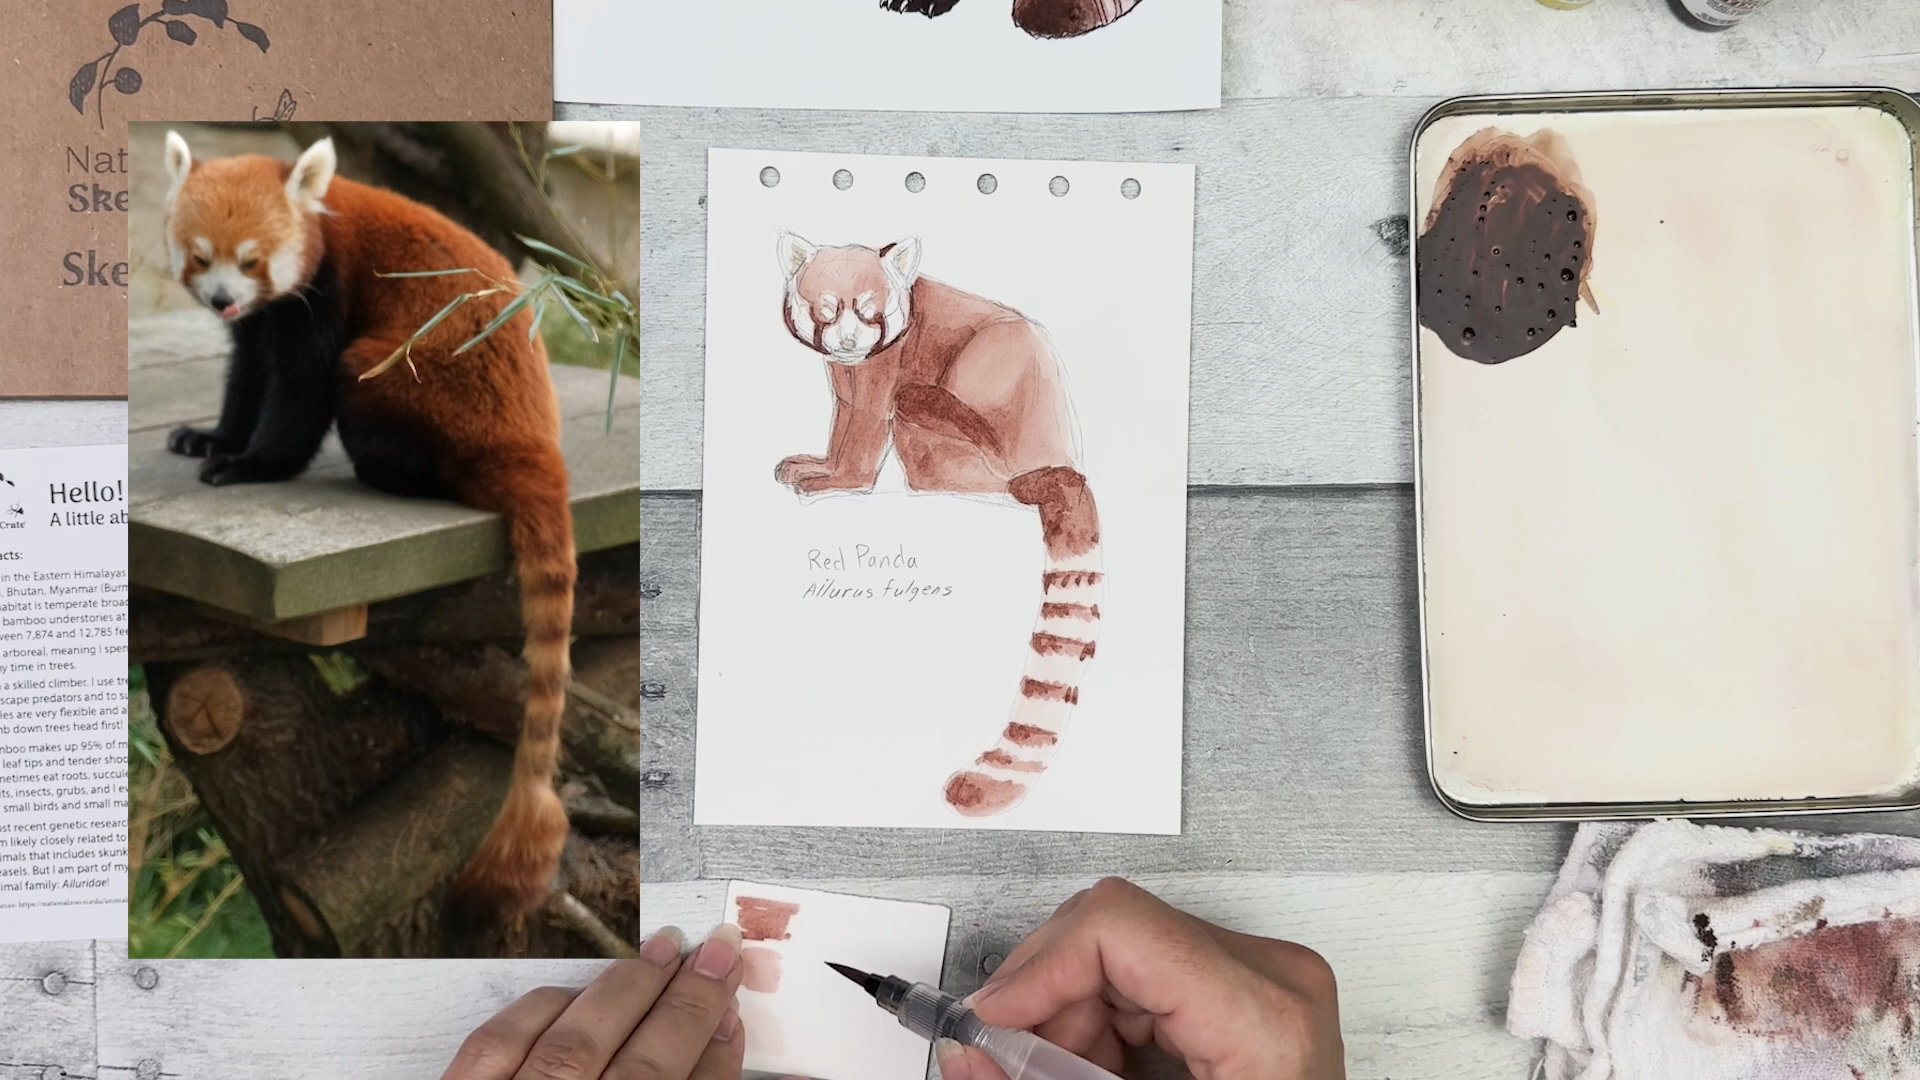 Nat
Ske
Ske
Hello!
A little ab
Crate
acts:
in the Eastern Himalayas
, Bhutan, Myanmar (Burm
abitat is temperate broad
bamboo understories at
ween 7,874 and 12,785 fee
arboreal, meaning I spen
y time in trees.
a skilled climber. I use tre
scape predators and to su
les are very flexible and a
mb down trees head first!
mboo makes up 95% of m
leaf tips and tender shoo
metimes eat roots, succule
its, insects, grubs, and I ev
small birds and small ma
ost recent genetic researc
m likely closely related to
imals that includes skunk
easels. But I am part of my
imal family: Ailuridae!
Red Panda
Ailurus fulgens